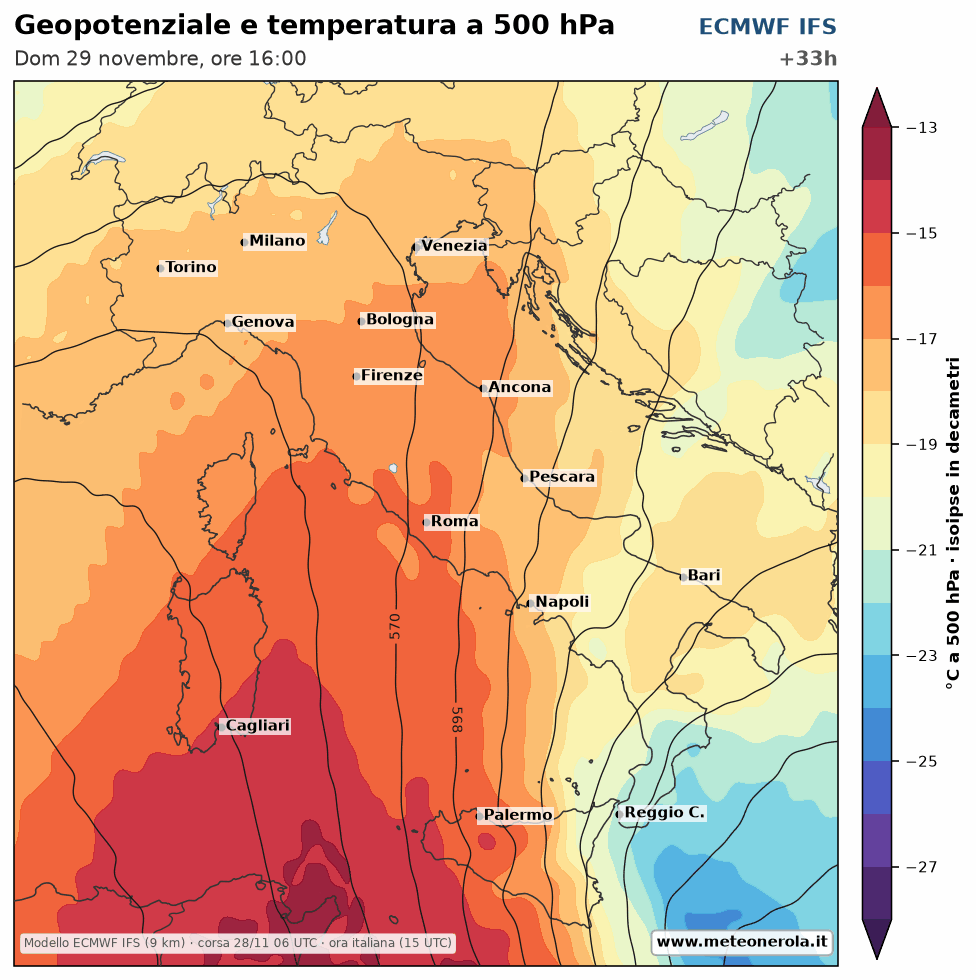 Geopotenziale e temperatura a 500 hPa
ECMWF IFS
Dom 29 novembre, ore 16:00
+33h
Milano
Venezia
Torino
Genova
Bologna
Firenze
Ancona
Pescara
Roma
Bari
Napoli
570
568
Cagliari
Palermo
Reggio C.
−13
−15
−17
−19
−21
−23
−25
−27
°C a 500 hPa · isoipse in decametri
Modello ECMWF IFS (9 km) · corsa 28/11 06 UTC · ora italiana (15 UTC)
www.meteonerola.it